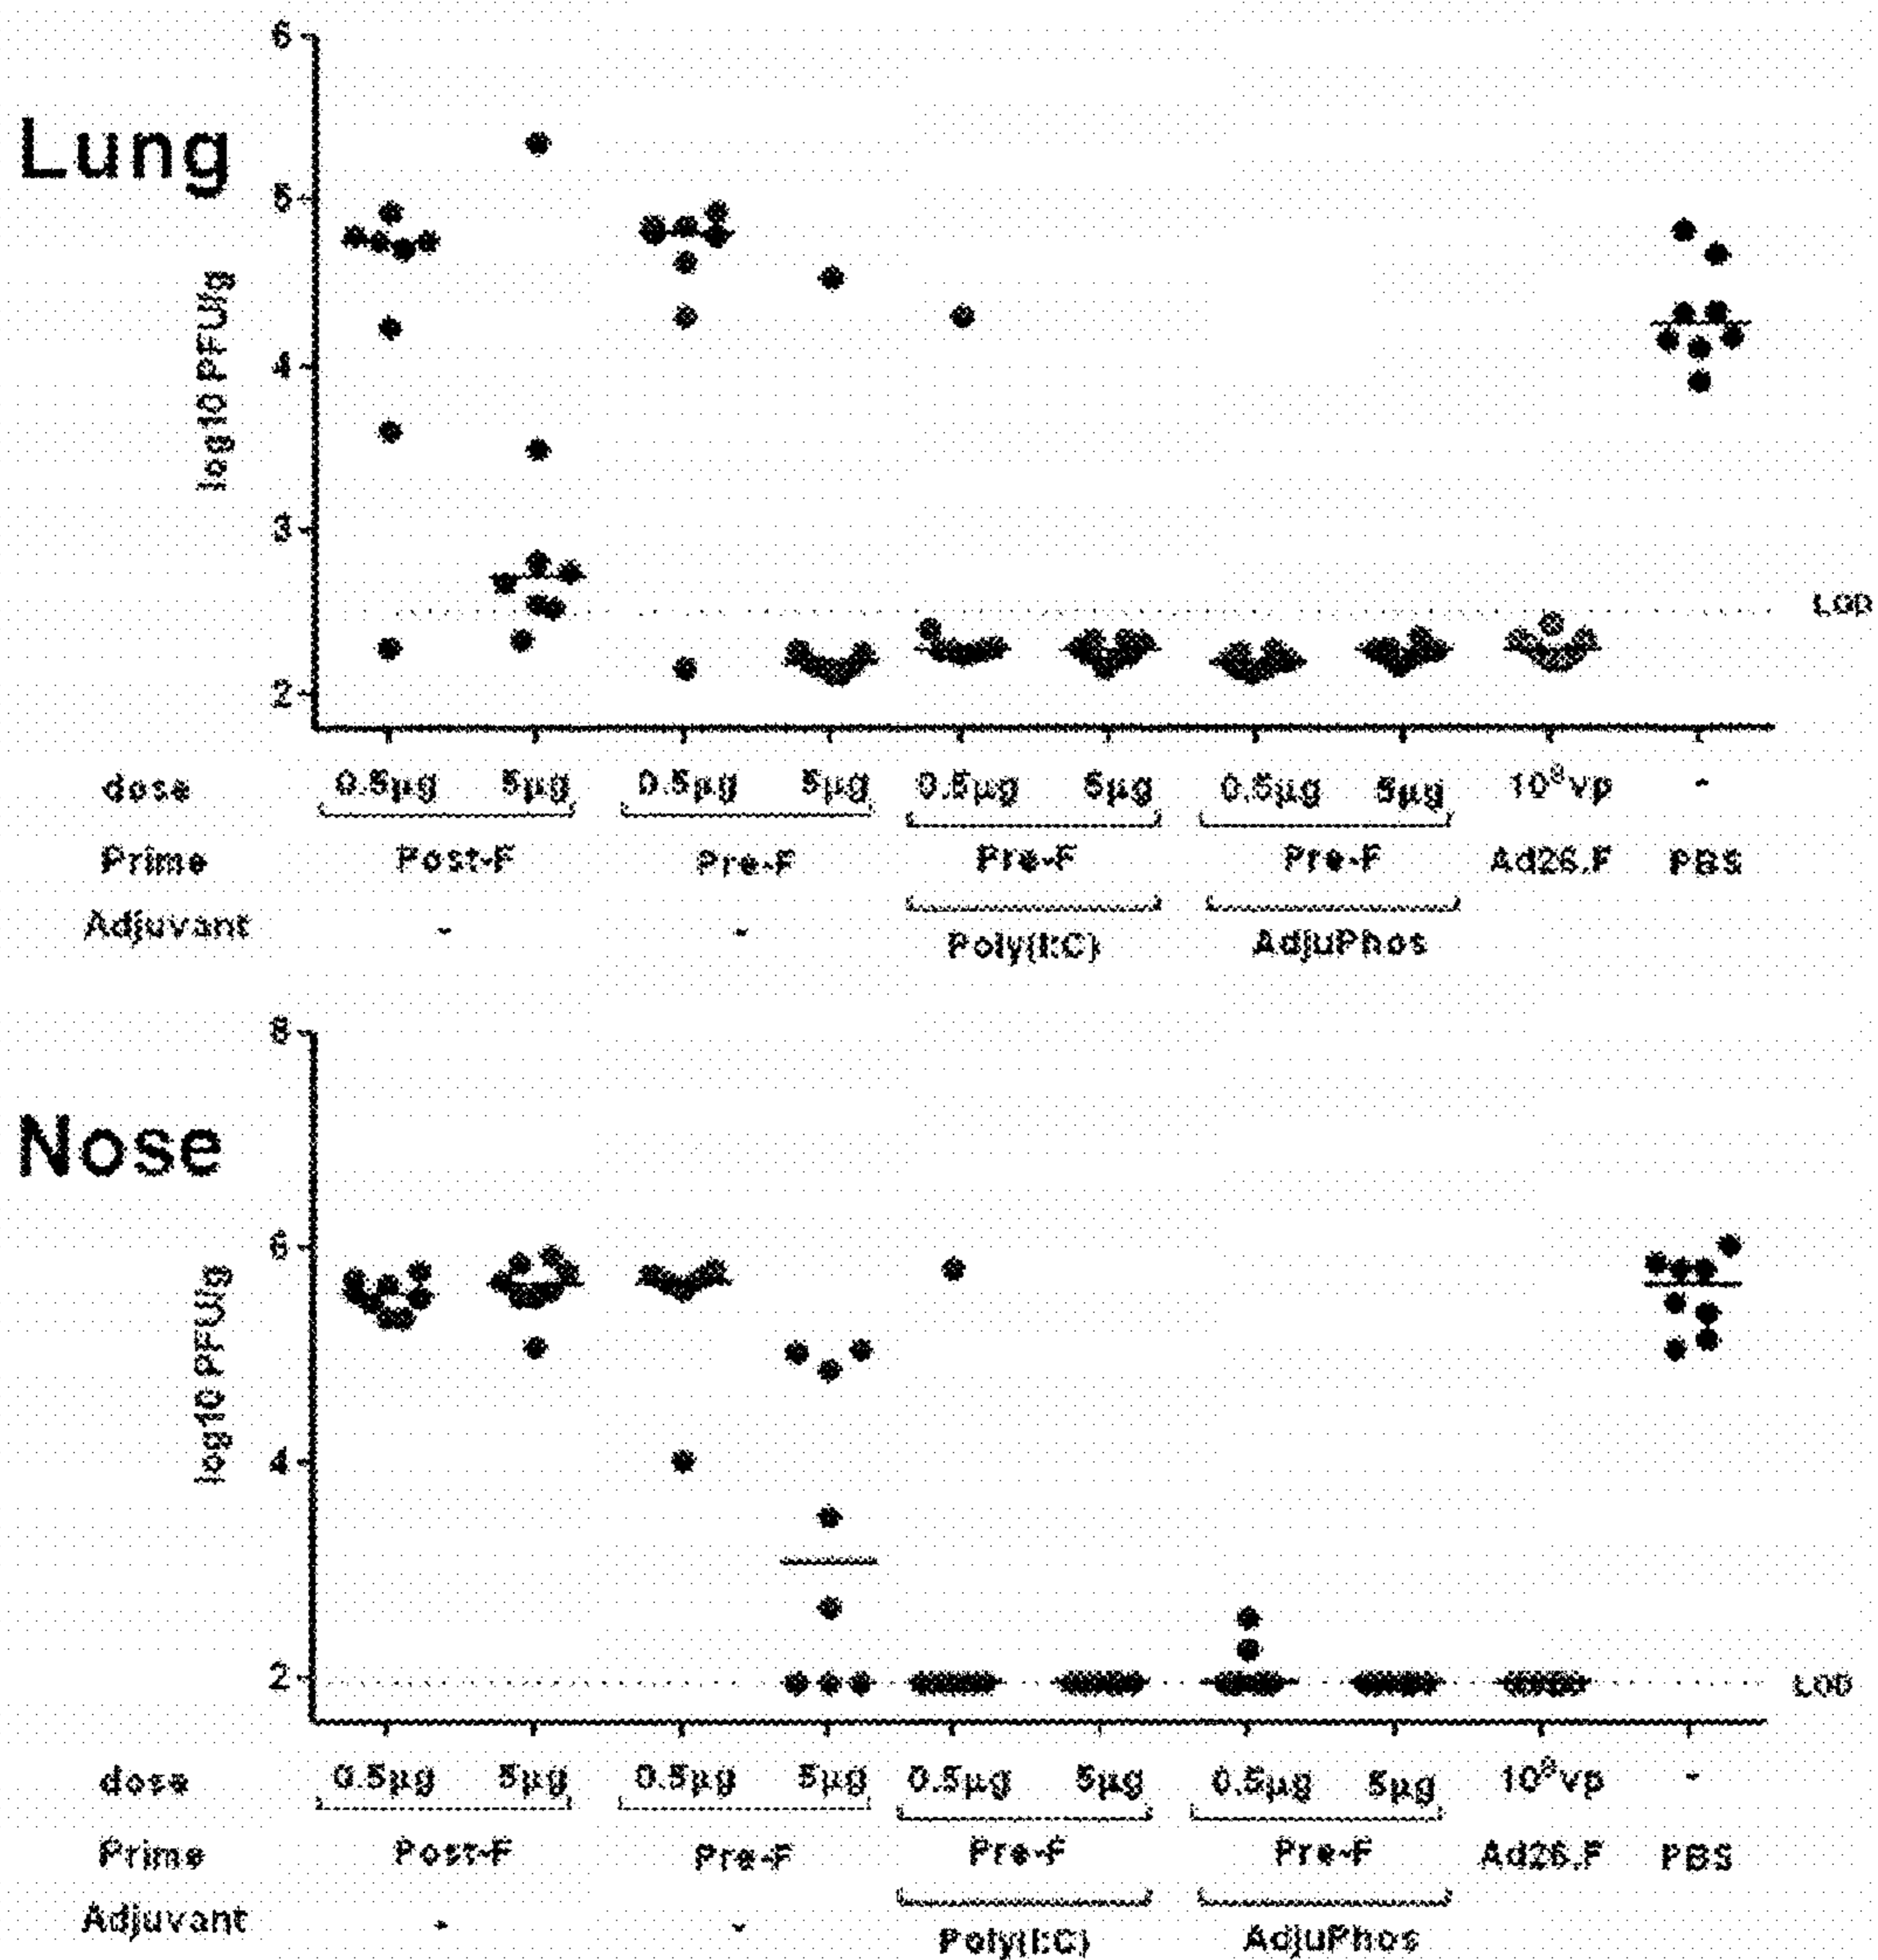 Lung
log10 PFU/g
6
5
4
3
2
LOD
dose 0.5µg 5µg 0.5µg 5µg 0.5µg 5µg 0.5µg 5µg 10⁸vp -
Prime Post-F Pre-F Pre-F Pre-F Ad26.F PBS
Adjuvant - - Poly(I:C) AdjuPhos
Nose
log10 PFU/g
8
6
4
2
LOD
dose 0.5µg 5µg 0.5µg 5µg 0.5µg 5µg 0.5µg 5µg 10⁸vp -
Prime Post-F Pre-F Pre-F Pre-F Ad26.F PBS
Adjuvant - - Poly(I:C) AdjuPhos